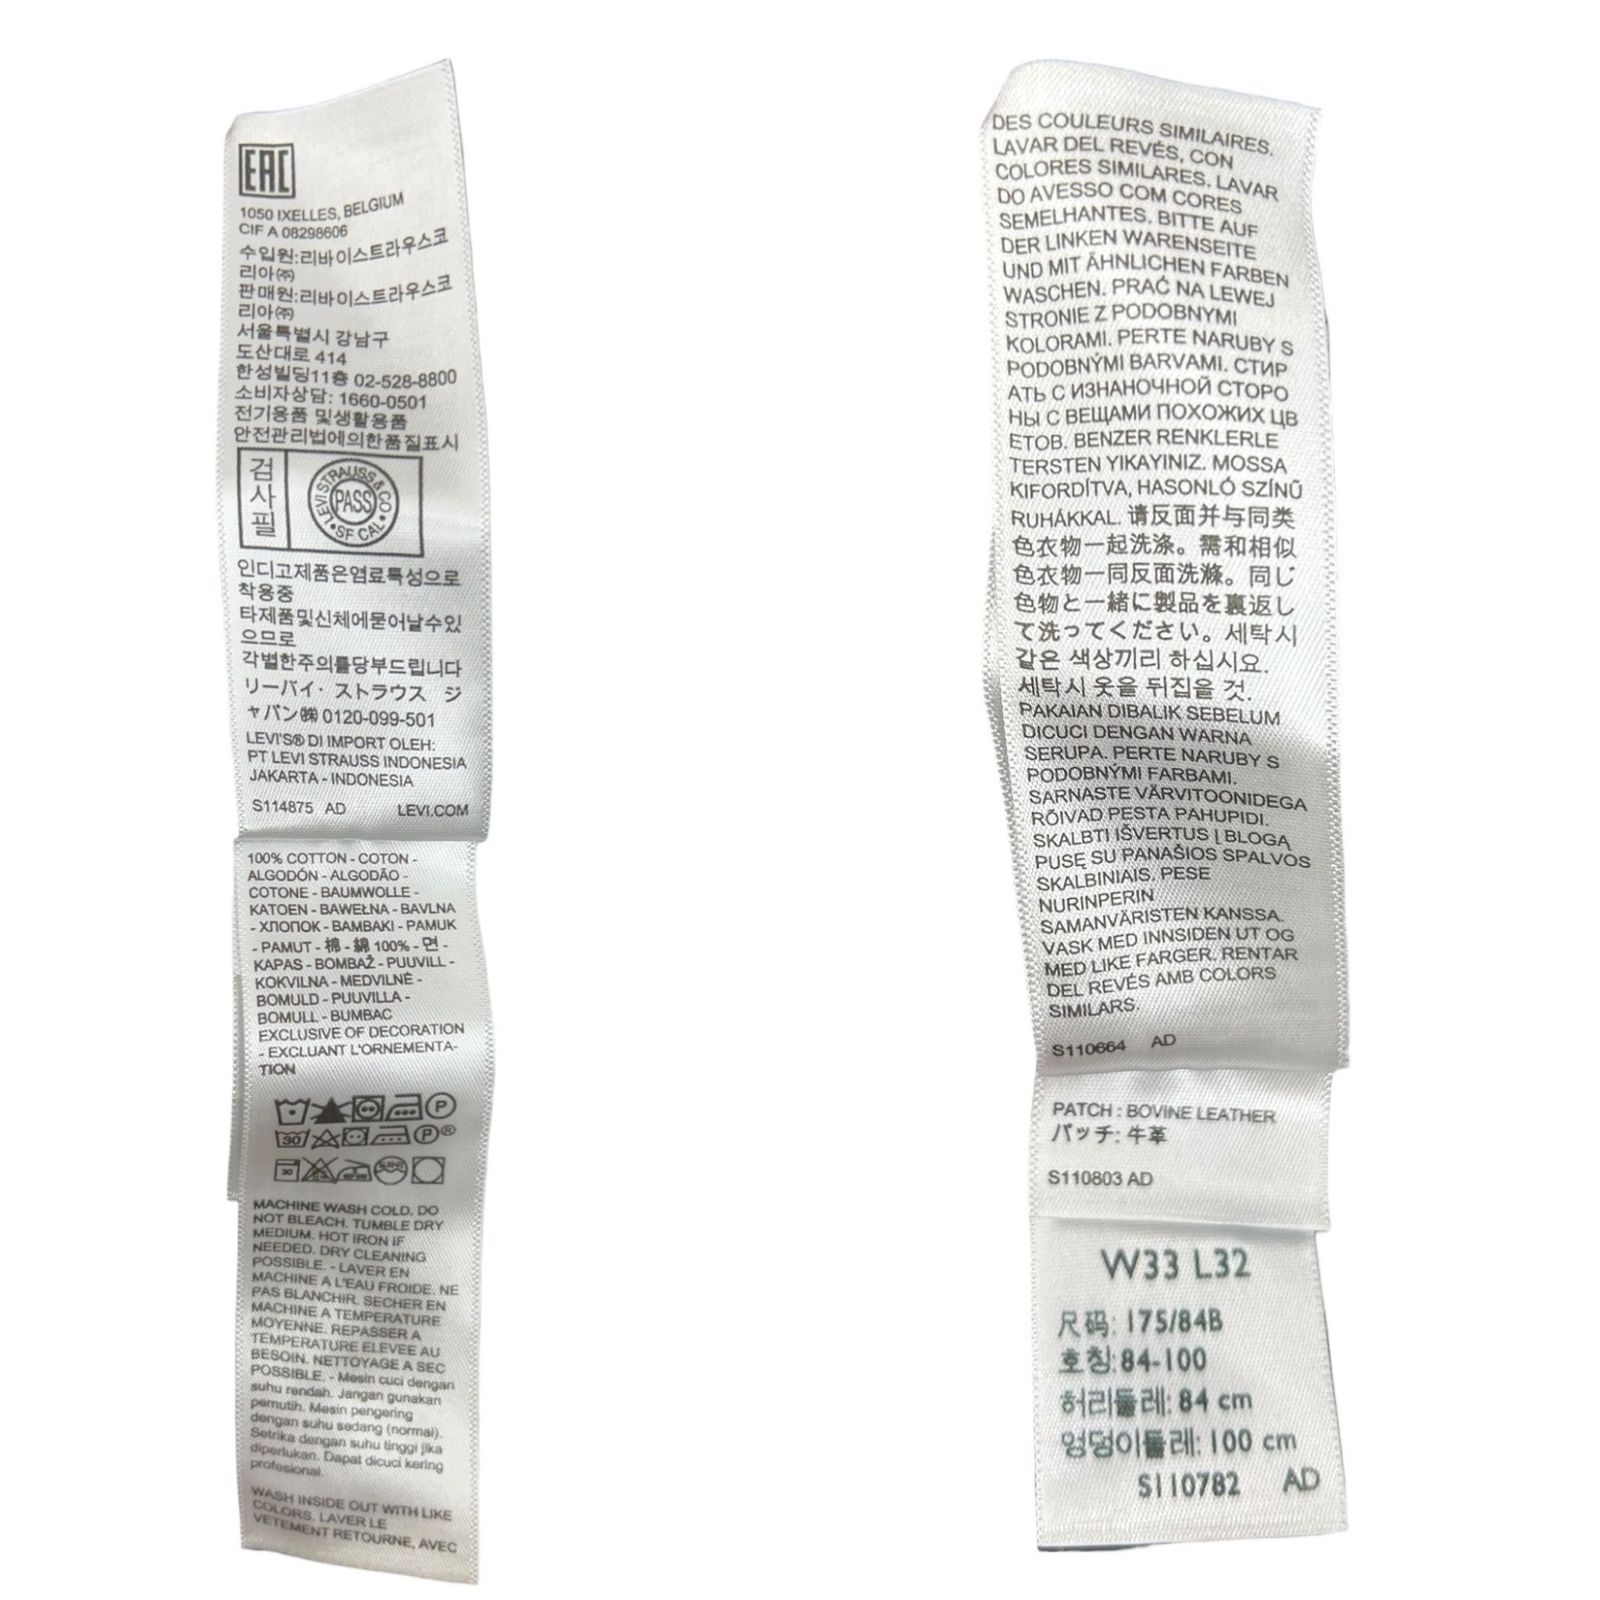 EAC
1050 IXELLES, BELGIUM
CIF A 08298606
수입원:리바이스트라우스코
리아㈜
판매원:리바이스트라우스코
리아㈜
서울특별시 강남구
도산대로 414
한성빌딩11층 02-528-8800
소비자상담: 1660-0501
전기용품 및生활용품
안전관리법에의한품질표시
검사필
LEVI STRAUSS & CO
PASS
SF CAL
인디고제품은염료특성으로
착용중
타제품및신체에묻어날수있
으므로
각별한주의를당부드립니다
リーバイ・ストラウス ジ
ャパン㈱ 0120-099-501
LEVI'S® DI IMPORT OLEH:
PT LEVI STRAUSS INDONESIA
JAKARTA - INDONESIA
S114875 AD LEVI.COM
100% COTTON - COTON -
ALGODÓN - ALGODÃO -
COTONE - BAUMWOLLE -
KATOEN - BAWEŁNA - BAVLNA
- ХЛОПОК - BAMBAKI - PAMUK
- PAMUT - 棉 - 綿 100% - 면 -
KAPAS - BOMBAŽ - PUUVILL -
KOKVILNA - MEDVILNĖ -
BOMULD - PUUVILLA -
BOMULL - BUMBAC
EXCLUSIVE OF DECORATION
- EXCLUANT L'ORNEMENTA-
TION
P
30 P®
30
MACHINE WASH COLD. DO
NOT BLEACH. TUMBLE DRY
MEDIUM. HOT IRON IF
NEEDED. DRY CLEANING
POSSIBLE. - LAVER EN
MACHINE A L'EAU FROIDE. NE
PAS BLANCHIR. SECHER EN
MACHINE A TEMPERATURE
MOYENNE. REPASSER A
TEMPERATURE ELEVEE AU
BESOIN. NETTOYAGE A SEC
POSSIBLE. - Mesin cuci dengan
suhu rendah. Jangan gunakan
pemutih. Mesin pengering
dengan suhu sedang (normal).
Setrika dengan suhu tinggi jika
diperlukan. Dapat dicuci kering
profesional.
WASH INSIDE OUT WITH LIKE
COLORS. LAVER LE
VETEMENT RETOURNE, AVEC
DES COULEURS SIMILAIRES.
LAVAR DEL REVÉS, CON
COLORES SIMILARES. LAVAR
DO AVESSO COM CORES
SEMELHANTES. BITTE AUF
DER LINKEN WARENSEITE
UND MIT ÄHNLICHEN FARBEN
WASCHEN. PRAĆ NA LEWEJ
STRONIE Z PODOBNYMI
KOLORAMI. PERTE NARUBY S
PODOBNÝMI BARVAMI. СТИР
АТЬ С ИЗНАНОЧНОЙ СТОРО
НЫ С ВЕЩАМИ ПОХОЖИХ ЦВ
ЕТОВ. BENZER RENKLERLE
TERSTEN YIKAYINIZ. MOSSA
KIFORDÍTVA, HASONLÓ SZÍNŰ
RUHÁKKAL. 请反面并与同类
色衣物一起洗涤。需和相似
色衣物一同反面洗滌。同じ
色物と一緒に製品を裏返し
て洗ってください。세탁시
같은 색상끼리 하십시요.
세탁시 옷을 뒤집을 것.
PAKAIAN DIBALIK SEBELUM
DICUCI DENGAN WARNA
SERUPA. PERTE NARUBY S
PODOBNÝMI FARBAMI.
SARNASTE VÄRVITOONIDEGA
RÕIVAD PESTA PAHUPIDI.
SKALBTI IŠVERTUS Į BLOGĄ
PUSĘ SU PANAŠIOS SPALVOS
SKALBINIAIS. PESE
NURINPERIN
SAMANVÄRISTEN KANSSA.
VASK MED INNSIDEN UT OG
MED LIKE FARGER. RENTAR
DEL REVÉS AMB COLORS
SIMILARS.
S110664 AD
PATCH : BOVINE LEATHER
パッチ: 牛革
S110803 AD
W33 L32
尺码: 175/84B
호칭: 84-100
허리둘레: 84 cm
엉덩이둘레: 100 cm
S110782 AD